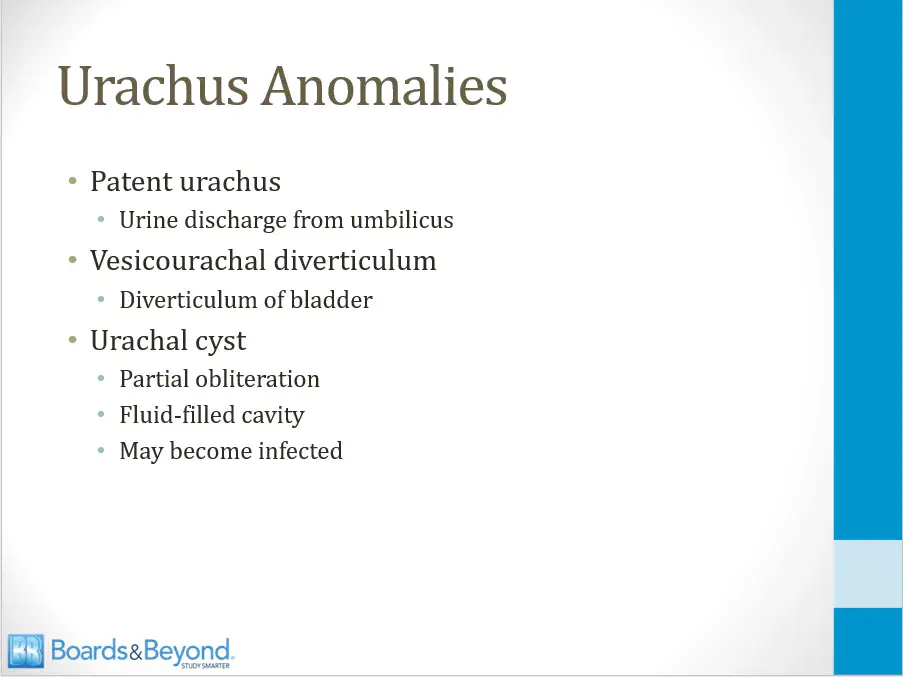 Urachus Anomalies
• Patent urachus
• Urine discharge from umbilicus
• Vesicourachal diverticulum
• Diverticulum of bladder
• Urachal cyst
• Partial obliteration
• Fluid-filled cavity
• May become infected
BB Boards&Beyond.
STUDY SMARTER